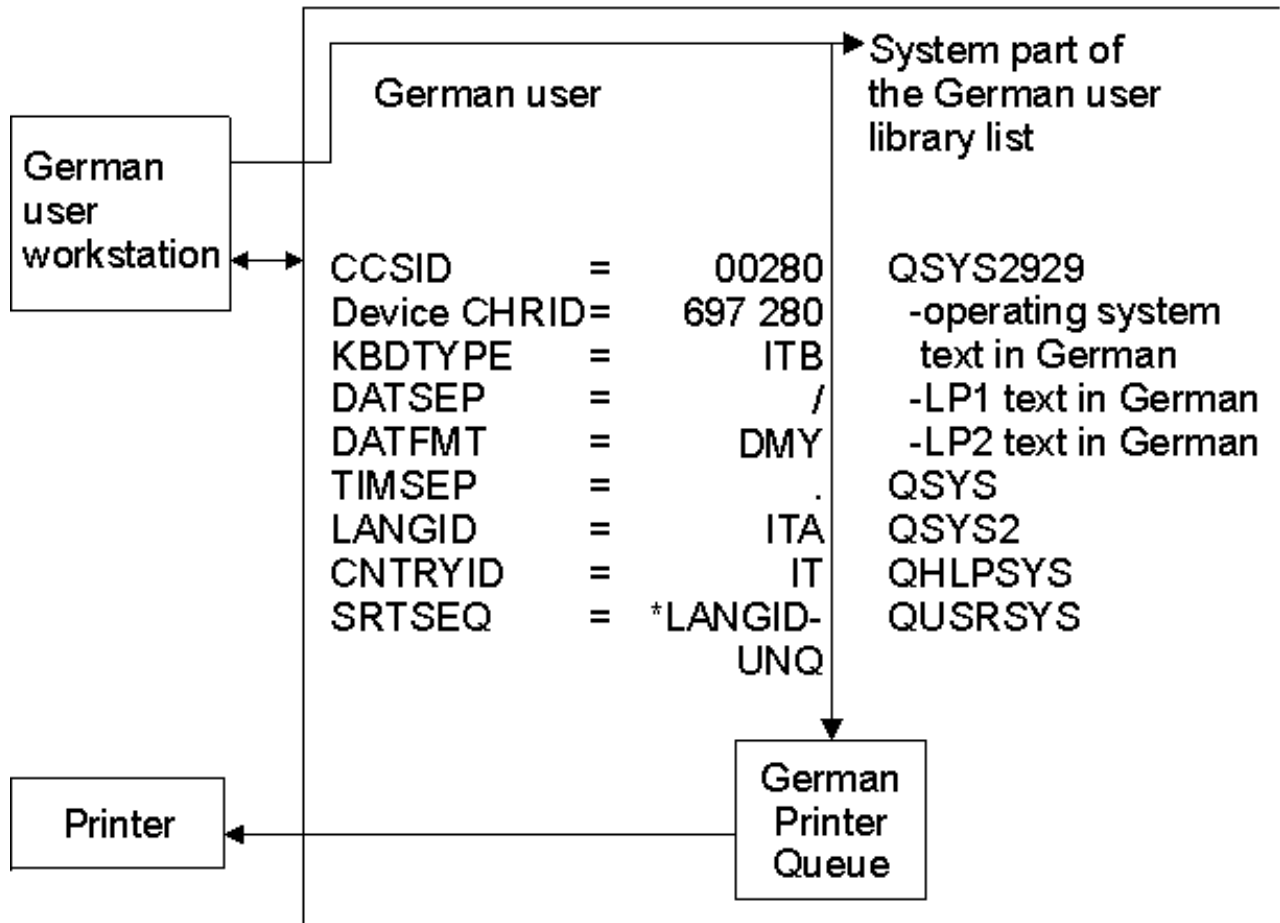 System part of
the German user
library list
German user
German
user
workstation
CCSID = 00280
Device CHRID= 697 280
KBDTYPE = ITB
DATSEP = /
DATFMT = DMY
TIMSEP = .
LANGID = ITA
CNTRYID = IT
SRTSEQ = *LANGID-
UNQ
QSYS2929
-operating system
text in German
-LP1 text in German
-LP2 text in German
QSYS
QSYS2
QHLPSYS
QUSRSYS
German
Printer
Queue
Printer